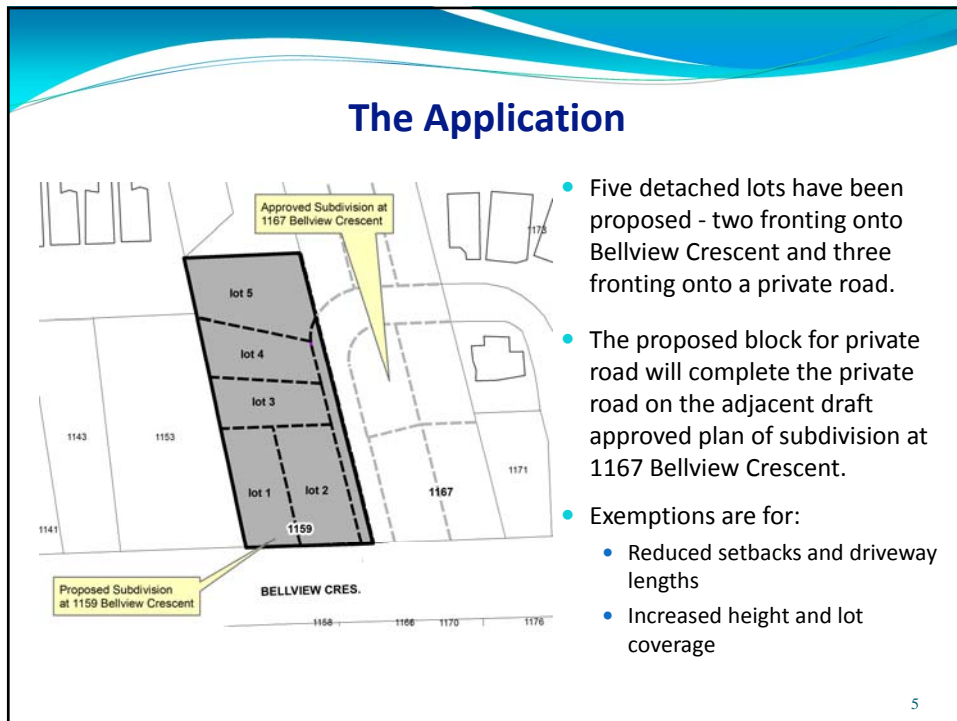 The Application
Approved Subdivision at
1167 Bellview Crescent
1173
lot 5
lot 4
lot 3
lot 1
lot 2
1143
1153
1171
1167
1141
1159
Proposed Subdivision
at 1159 Bellview Crescent
BELLVIEW CRES.
1158
1166
1170
1176
• Five detached lots have been
proposed - two fronting onto
Bellview Crescent and three
fronting onto a private road.
• The proposed block for private
road will complete the private
road on the adjacent draft
approved plan of subdivision at
1167 Bellview Crescent.
• Exemptions are for:
• Reduced setbacks and driveway
lengths
• Increased height and lot
coverage
5